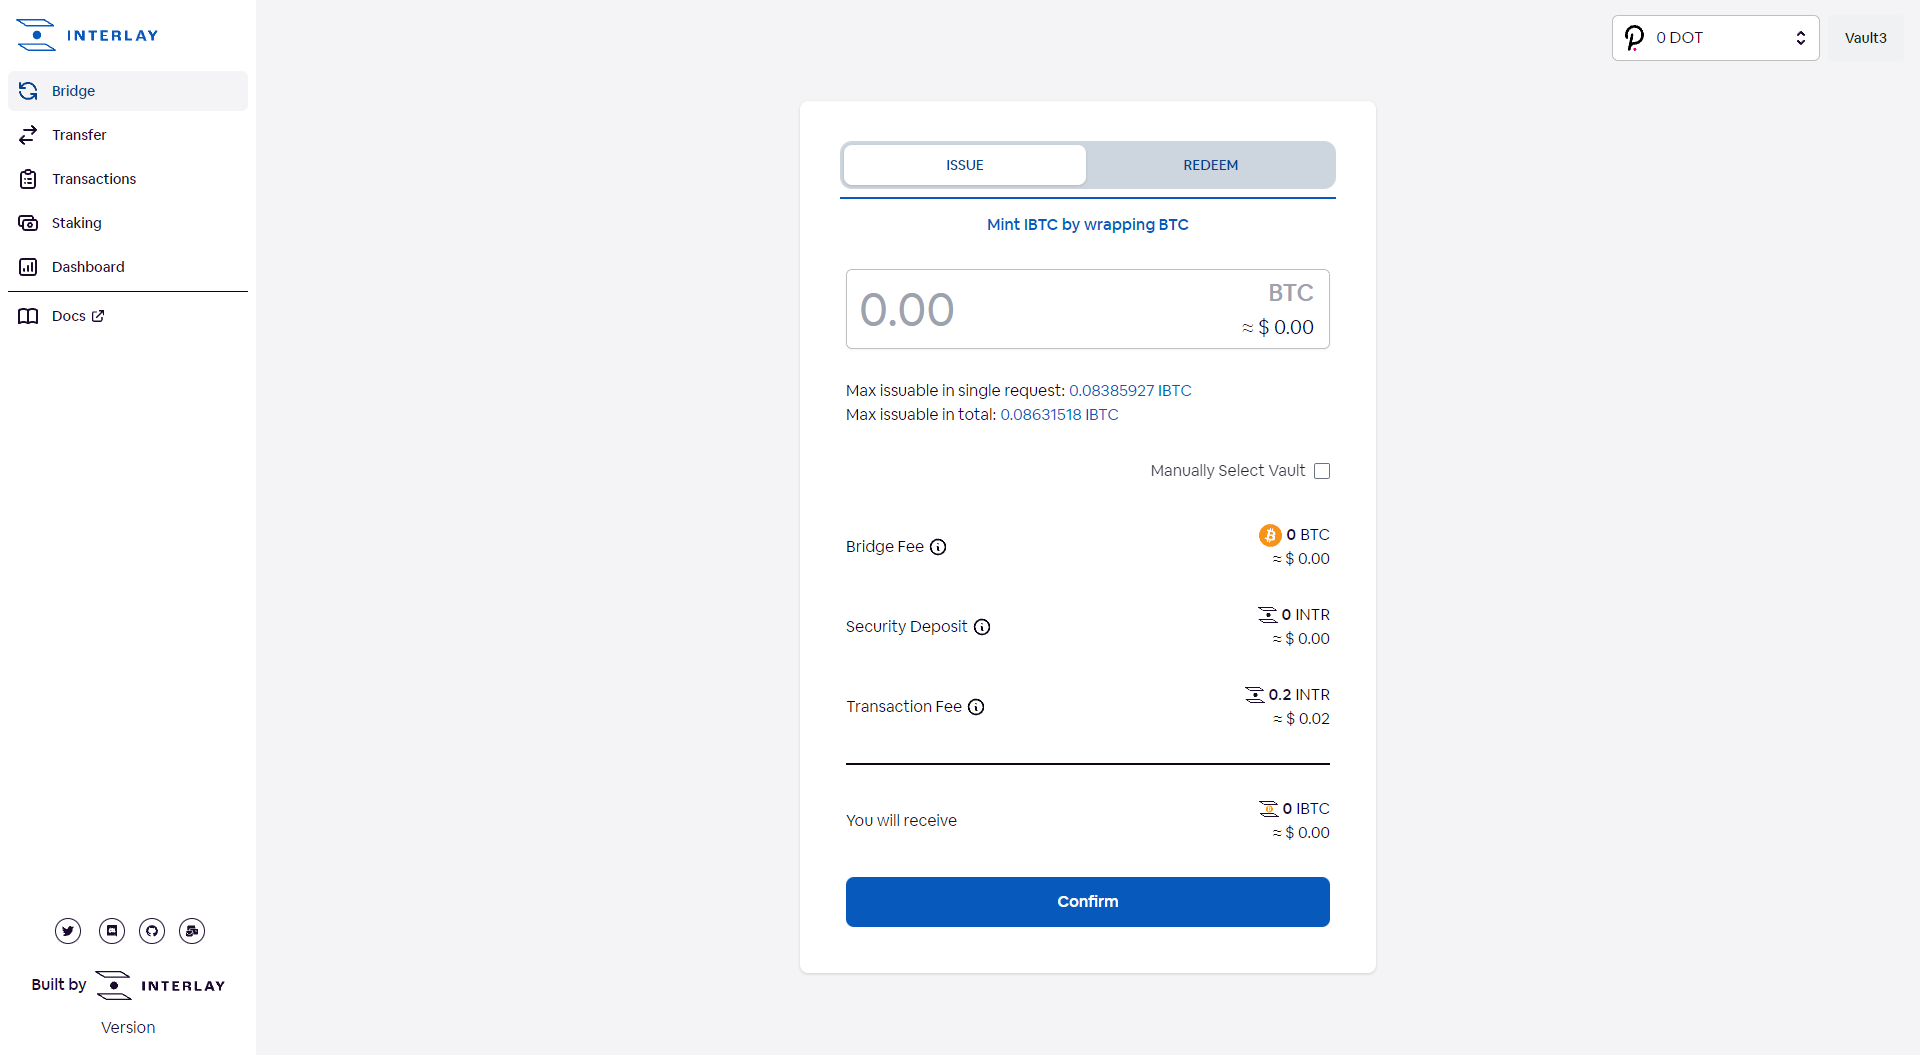 INTERLAY
Bridge
Transfer
Transactions
Staking
Dashboard
Docs
Built by INTERLAY
Version
0 DOT
Vault3
ISSUE
REDEEM
Mint IBTC by wrapping BTC
0.00
BTC
≈ $ 0.00
Max issuable in single request: 0.08385927 IBTC
Max issuable in total: 0.08631518 IBTC
Manually Select Vault
Bridge Fee
0 BTC
≈ $ 0.00
Security Deposit
0 INTR
≈ $ 0.00
Transaction Fee
0.2 INTR
≈ $ 0.02
You will receive
0 IBTC
≈ $ 0.00
Confirm